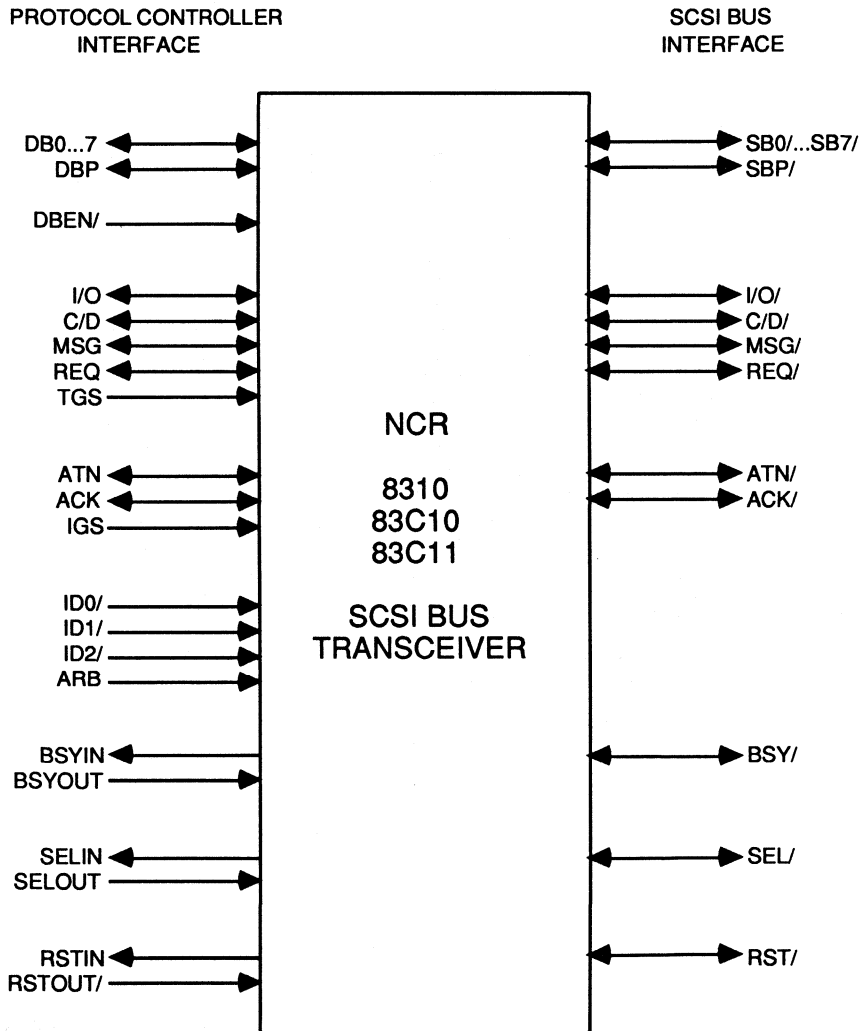 PROTOCOL CONTROLLER
INTERFACE
SCSI BUS
INTERFACE
DB0...7
DBP
DBEN/
I/O
C/D
MSG
REQ
TGS
ATN
ACK
IGS
ID0/
ID1/
ID2/
ARB
BSYIN
BSYOUT
SELIN
SELOUT
RSTIN
RSTOUT/
NCR
8310
83C10
83C11
SCSI BUS
TRANSCEIVER
SB0/...SB7/
SBP/
I/O/
C/D/
MSG/
REQ/
ATN/
ACK/
BSY/
SEL/
RST/